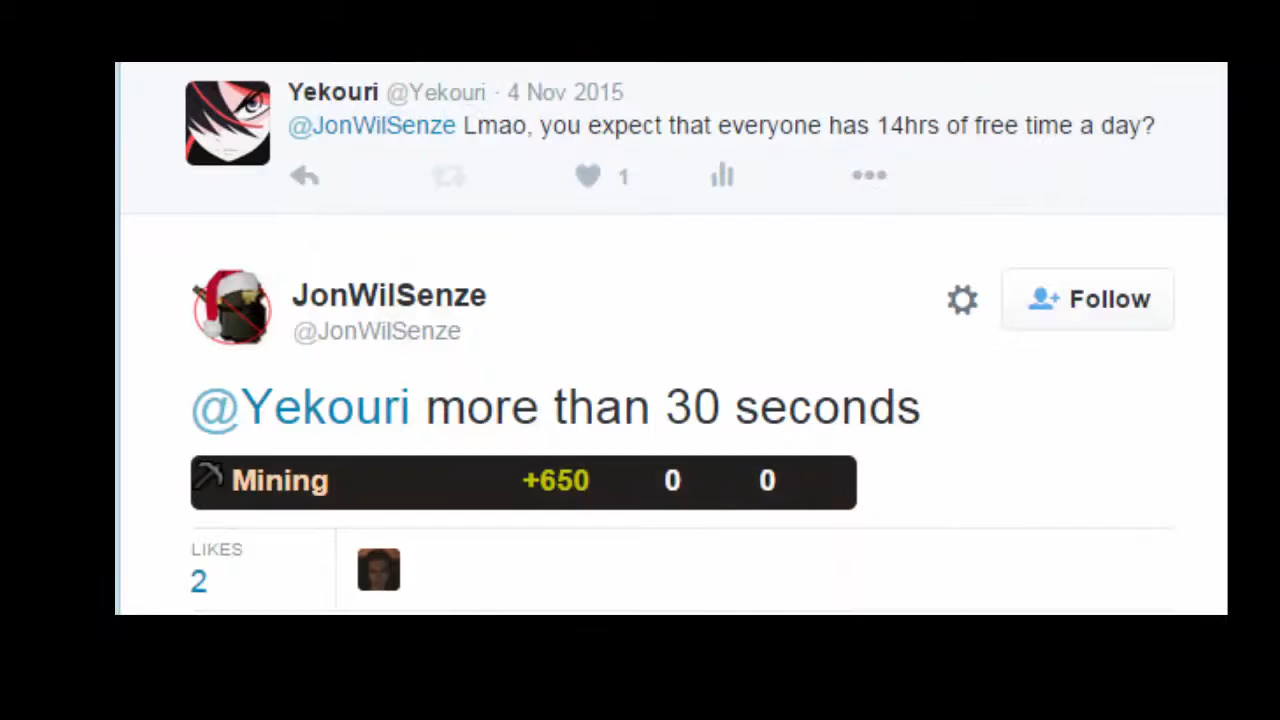 Yekouri @Yekouri · 4 Nov 2015
@JonWilSenze Lmao, you expect that everyone has 14hrs of free time a day?
1
JonWilSenze
@JonWilSenze
Follow
@Yekouri more than 30 seconds
Mining +650 0 0
LIKES
2